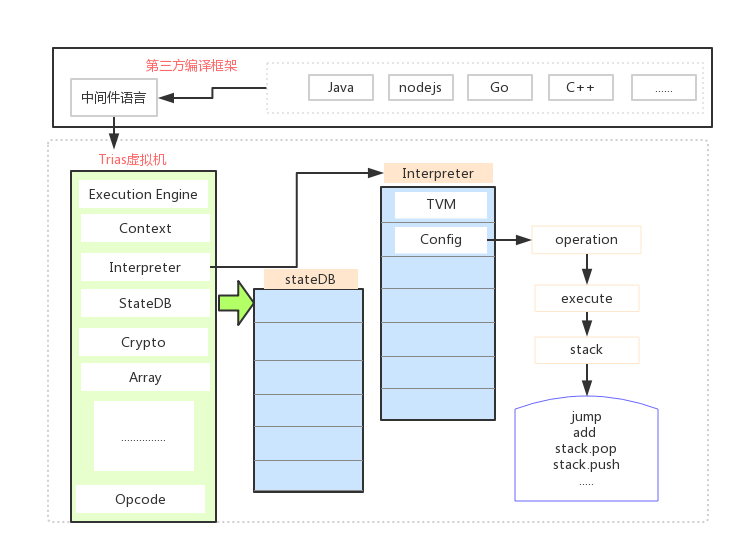 第三方编译框架
中间件语言
Java
nodejs
Go
C++
......
Trias虚拟机
Execution Engine
Context
Interpreter
StateDB
Crypto
Array
...............
Opcode
stateDB
Interpreter
TVM
Config
operation
execute
stack
jump
add
stack.pop
stack.push
.....